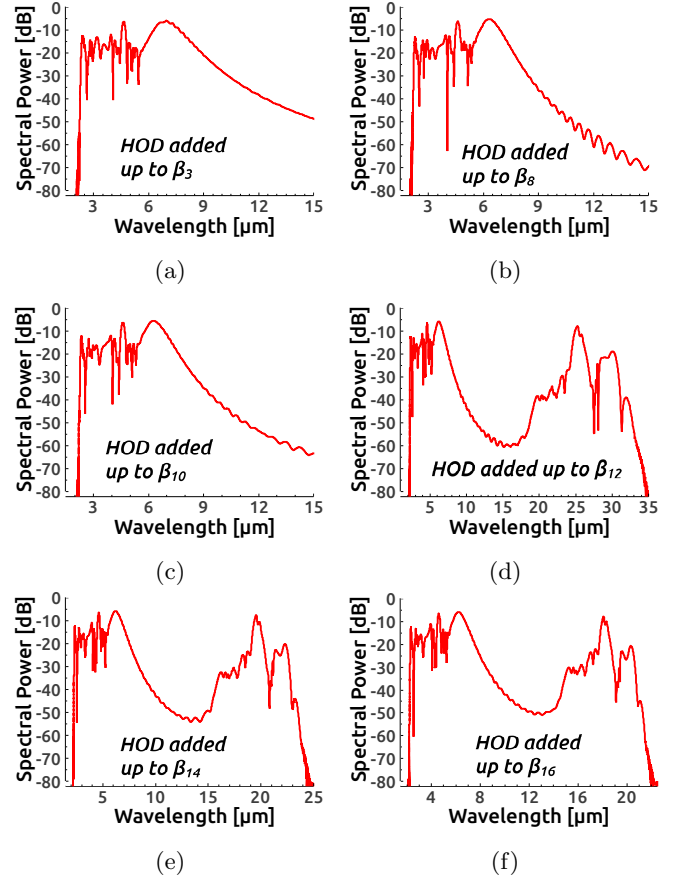 0
-10
-20
-30
-40
-50
-60
-70
-80
Spectral Power [dB]
HOD added
up to β3
3 6 9 12 15
Wavelength [μm]
(a)
0
-10
-20
-30
-40
-50
-60
-70
-80
Spectral Power [dB]
HOD added
up to β8
3 6 9 12 15
Wavelength [μm]
(b)
0
-10
-20
-30
-40
-50
-60
-70
-80
Spectral Power [dB]
HOD added
up to β10
3 6 9 12 15
Wavelength [μm]
(c)
0
-10
-20
-30
-40
-50
-60
-70
-80
Spectral Power [dB]
HOD added up to β12
5 10 15 20 25 30 35
Wavelength [μm]
(d)
0
-10
-20
-30
-40
-50
-60
-70
-80
Spectral Power [dB]
HOD added
up to β14
5 10 15 20 25
Wavelength [μm]
(e)
0
-10
-20
-30
-40
-50
-60
-70
-80
Spectral Power [dB]
HOD added
up to β16
4 8 12 16 20
Wavelength [μm]
(f)